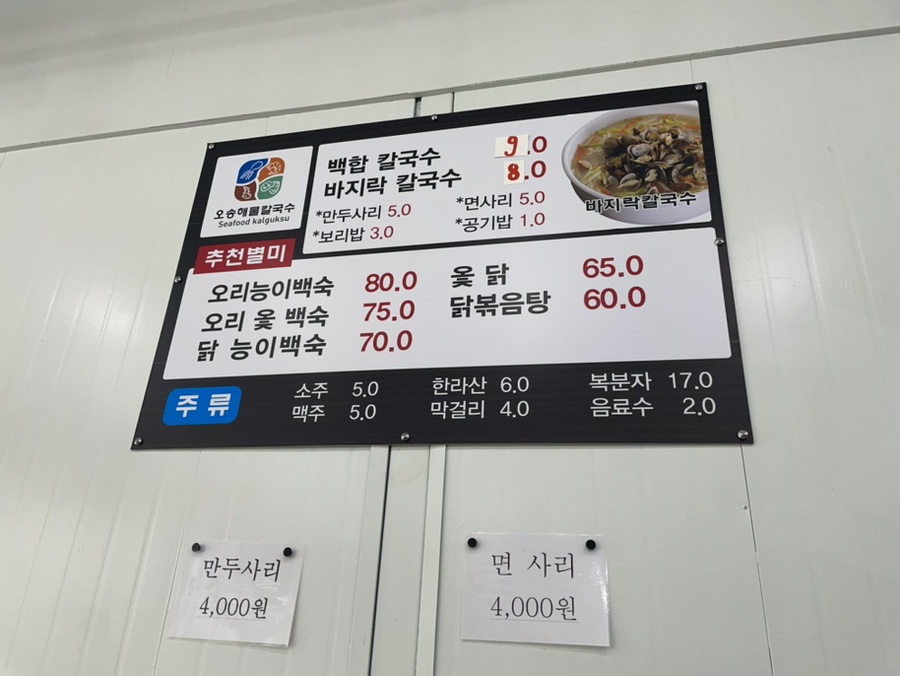 오송해물칼국수
Seafood kalguksu
백합 칼국수 9.0
바지락 칼국수 8.0
*만두사리 5.0 *면사리 5.0
*보리밥 3.0 *공기밥 1.0
바지락칼국수
추천별미
오리능이백숙 80.0 옻 닭 65.0
오리 옻 백숙 75.0 닭볶음탕 60.0
닭 능이백숙 70.0
주류
소주 5.0 한라산 6.0 복분자 17.0
맥주 5.0 막걸리 4.0 음료수 2.0
만두사리
4,000원
면 사리
4,000원